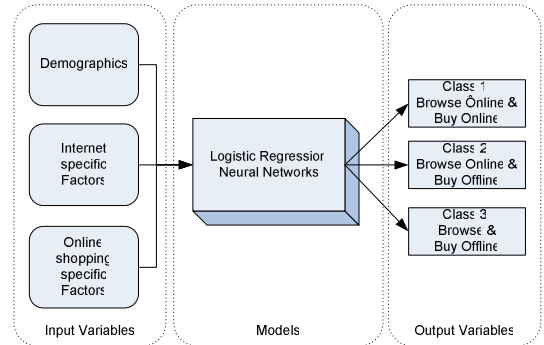 Demographics
Internet
specific
Factors
Online
shopping
specific
Factors
Input Variables
Logistic Regression
Neural Networks
Models
Class 1
Browse Online &
Buy Online
Class 2
Browse Online &
Buy Offline
Class 3
Browse &
Buy Offline
Output Variables